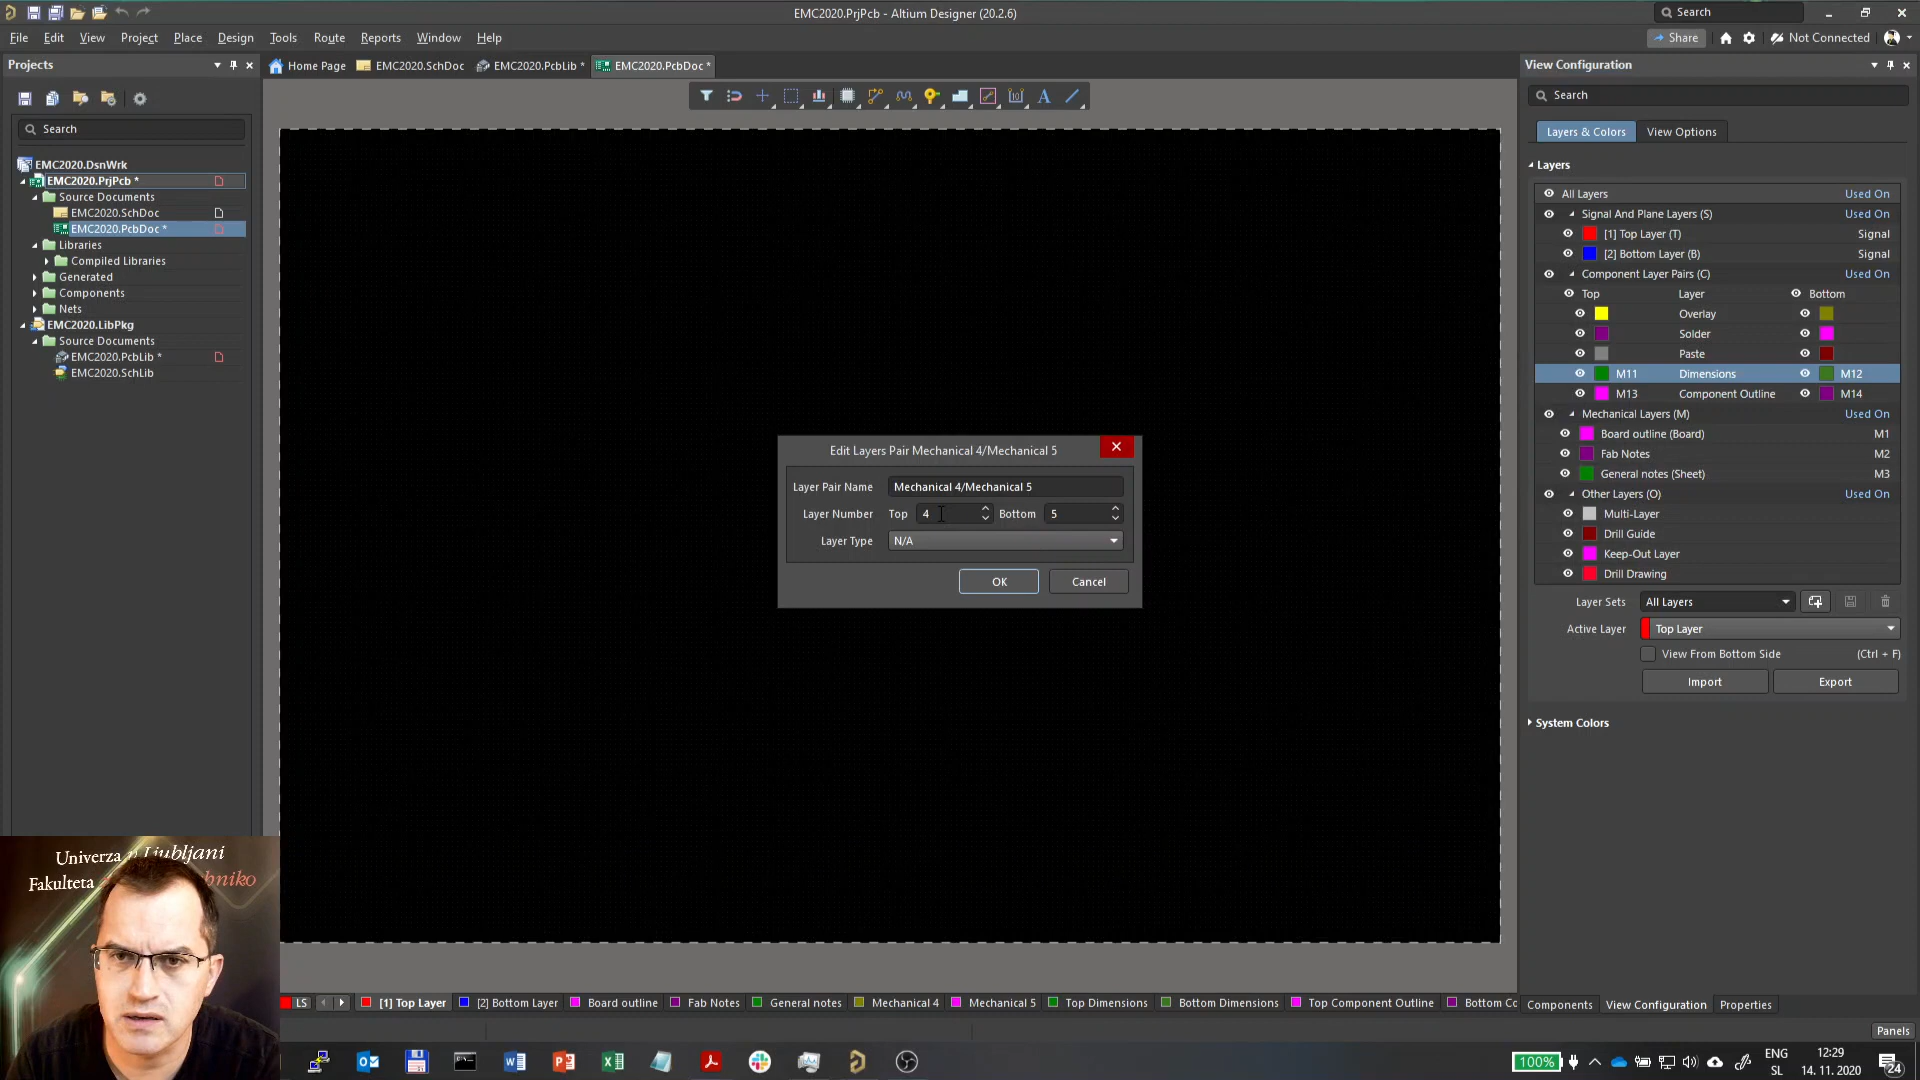 EMC2020.PrjPcb - Altium Designer (20.2.6)
Search
File Edit View Project Place Design Tools Route Reports Window Help
Share
Not Connected
Projects
Home Page
EMC2020.SchDoc
EMC2020.PcbLib *
EMC2020.PcbDoc *
View Configuration
Search
Search
Layers & Colors
View Options
EMC2020.DsnWrk
EMC2020.PrjPcb *
Source Documents
EMC2020.SchDoc
EMC2020.PcbDoc *
Libraries
Compiled Libraries
Generated
Components
Nets
EMC2020.LibPkg
Source Documents
EMC2020.PcbLib *
EMC2020.SchLib
Layers
All Layers Used On
Signal And Plane Layers (S) Used On
[1] Top Layer (T) Signal
[2] Bottom Layer (B) Signal
Component Layer Pairs (C) Used On
Top Layer Bottom
Overlay
Solder
Paste
M11 Dimensions M12
M13 Component Outline M14
Mechanical Layers (M) Used On
Board outline (Board) M1
Fab Notes M2
General notes (Sheet) M3
Other Layers (O) Used On
Multi-Layer
Drill Guide
Keep-Out Layer
Drill Drawing
Layer Sets All Layers
Active Layer Top Layer
View From Bottom Side (Ctrl + F)
Import Export
System Colors
Edit Layers Pair Mechanical 4/Mechanical 5
Layer Pair Name Mechanical 4/Mechanical 5
Layer Number Top 4 Bottom 5
Layer Type N/A
OK Cancel
Univerza v Ljubljani
Fakulteta
LS
[1] Top Layer
[2] Bottom Layer
Board outline
Fab Notes
General notes
Mechanical 4
Mechanical 5
Top Dimensions
Bottom Dimensions
Top Component Outline
Bottom Co
Components View Configuration Properties
Panels
100%
ENG
SL
12:29
14. 11. 2020
24